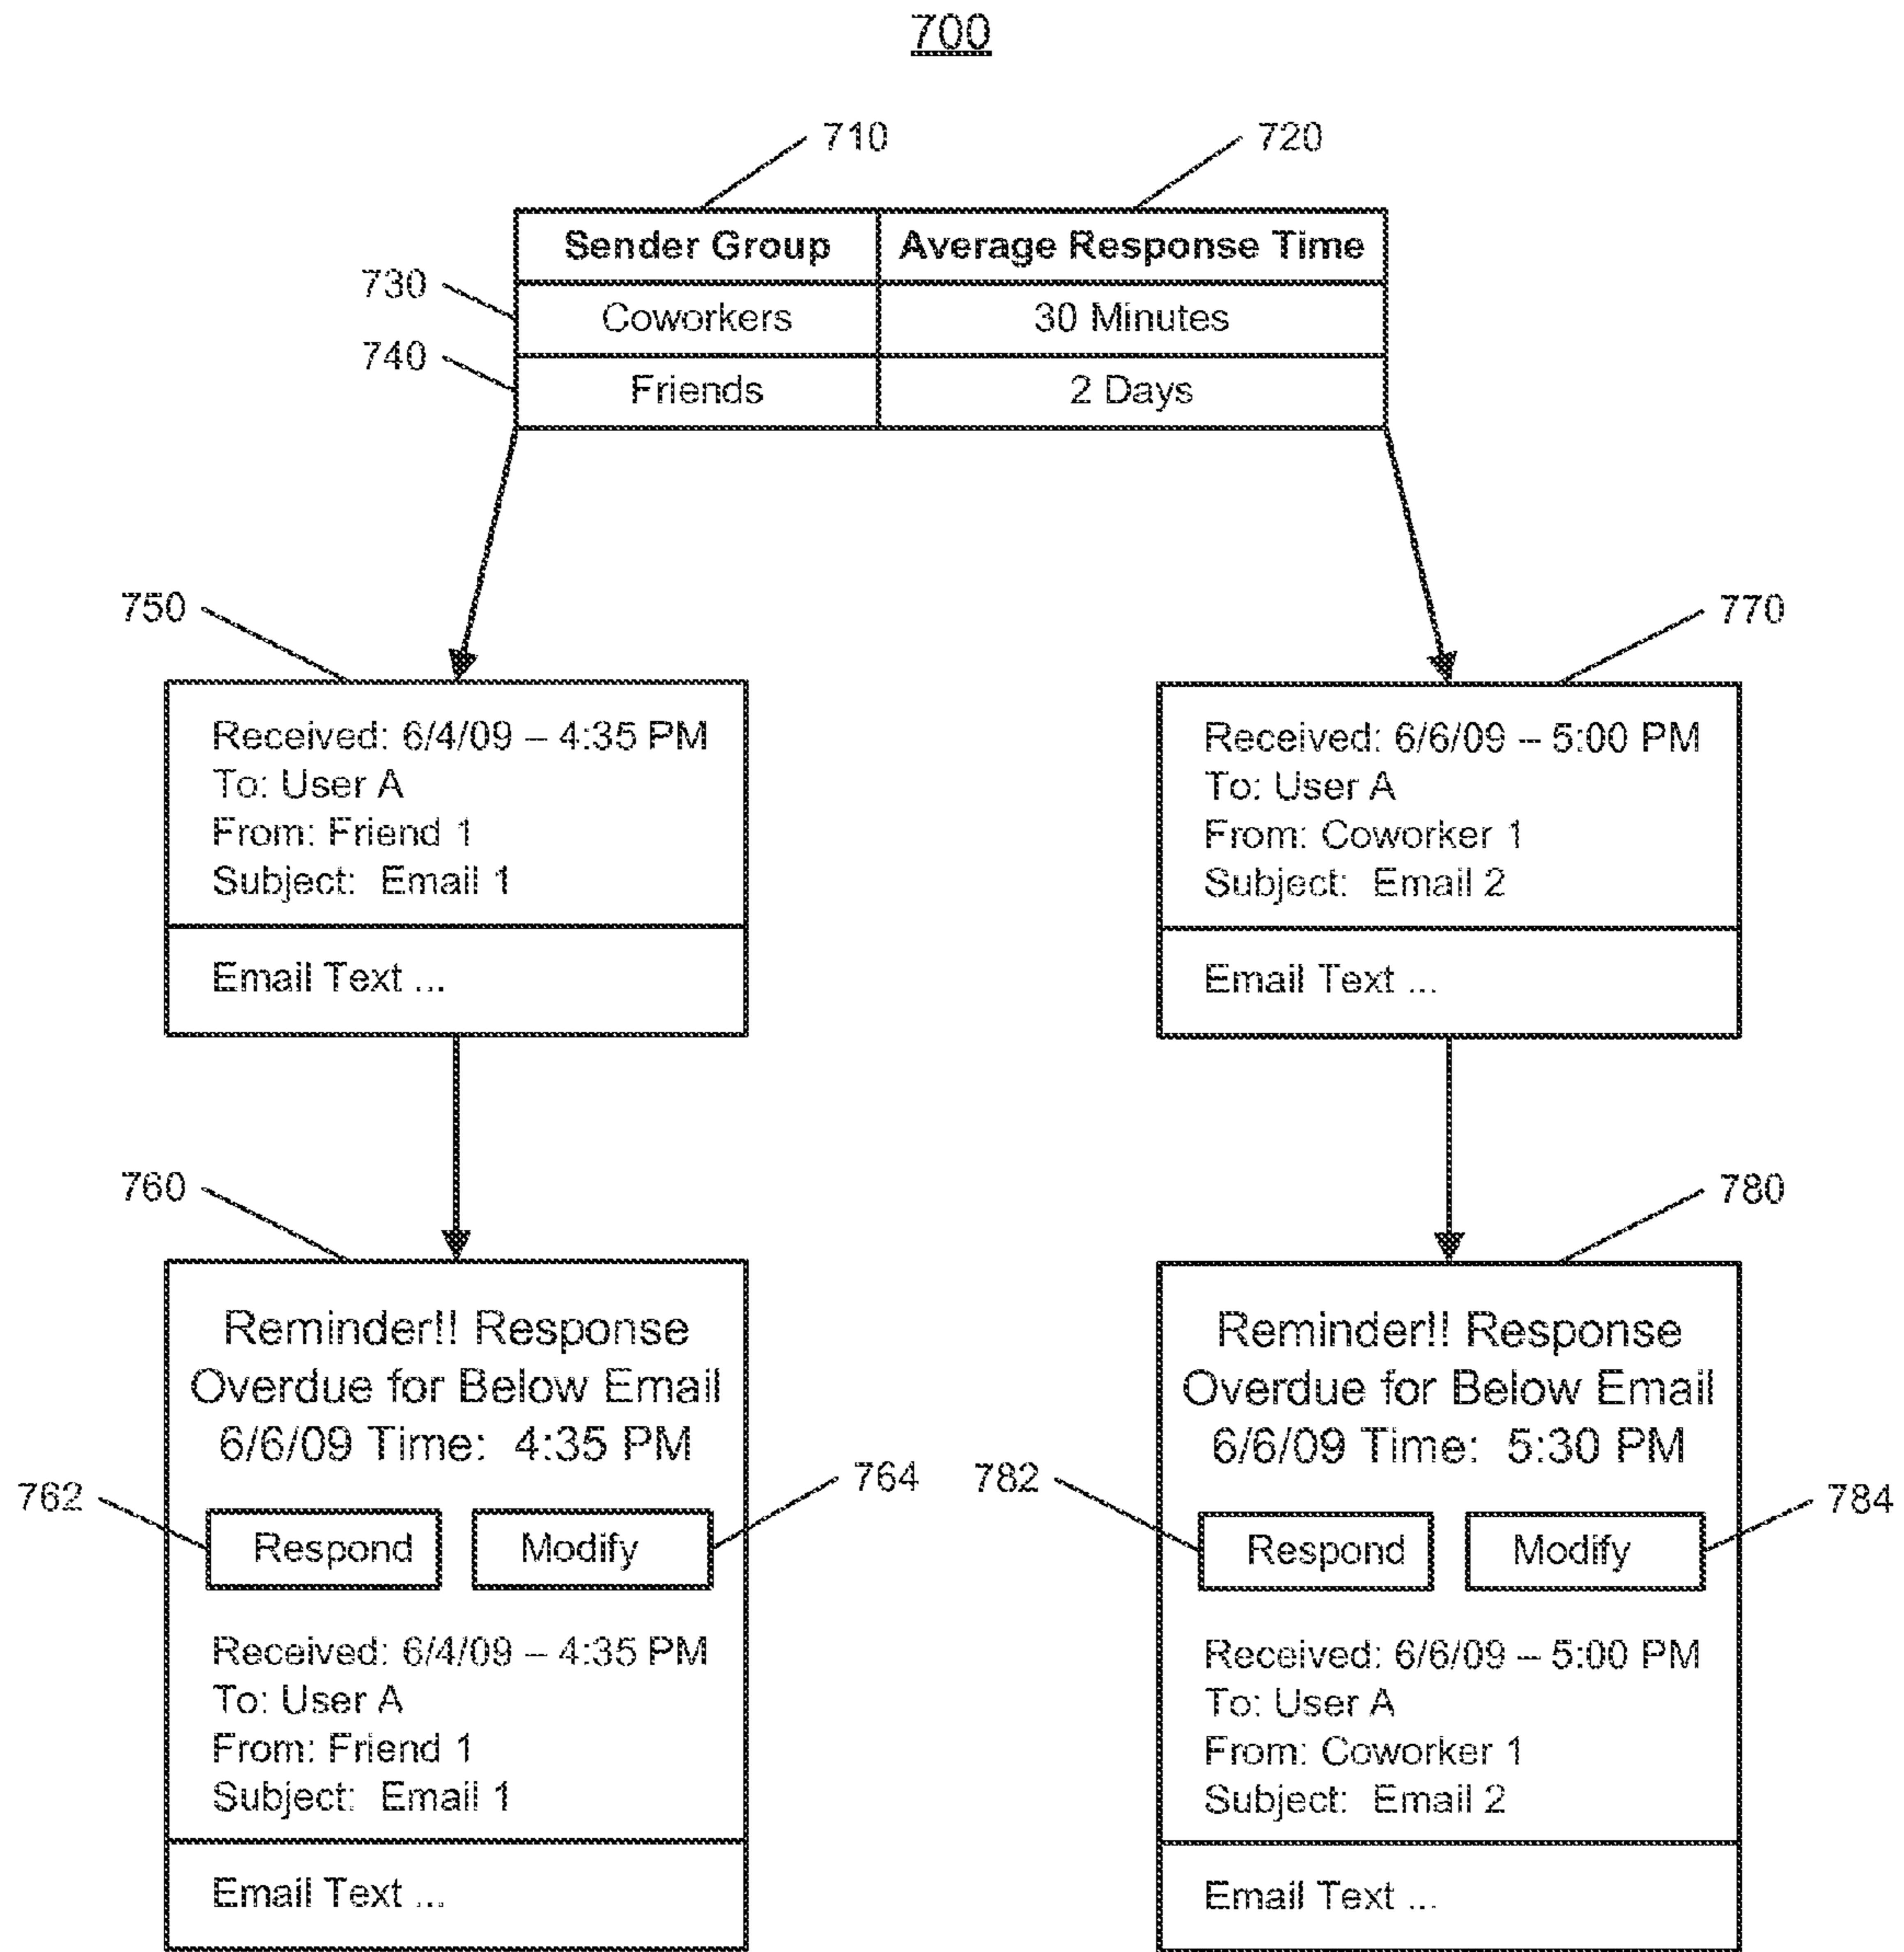 700
710
720
Sender Group Average Response Time
730
Coworkers 30 Minutes
740
Friends 2 Days
750
Received: 6/4/09 – 4:35 PM
To: User A
From: Friend 1
Subject: Email 1
Email Text ...
770
Received: 6/6/09 – 5:00 PM
To: User A
From: Coworker 1
Subject: Email 2
Email Text ...
760
Reminder!! Response
Overdue for Below Email
6/6/09 Time: 4:35 PM
762
764
Respond Modify
Received: 6/4/09 – 4:35 PM
To: User A
From: Friend 1
Subject: Email 1
Email Text ...
780
Reminder!! Response
Overdue for Below Email
6/6/09 Time: 5:30 PM
782
784
Respond Modify
Received: 6/6/09 – 5:00 PM
To: User A
From: Coworker 1
Subject: Email 2
Email Text ...